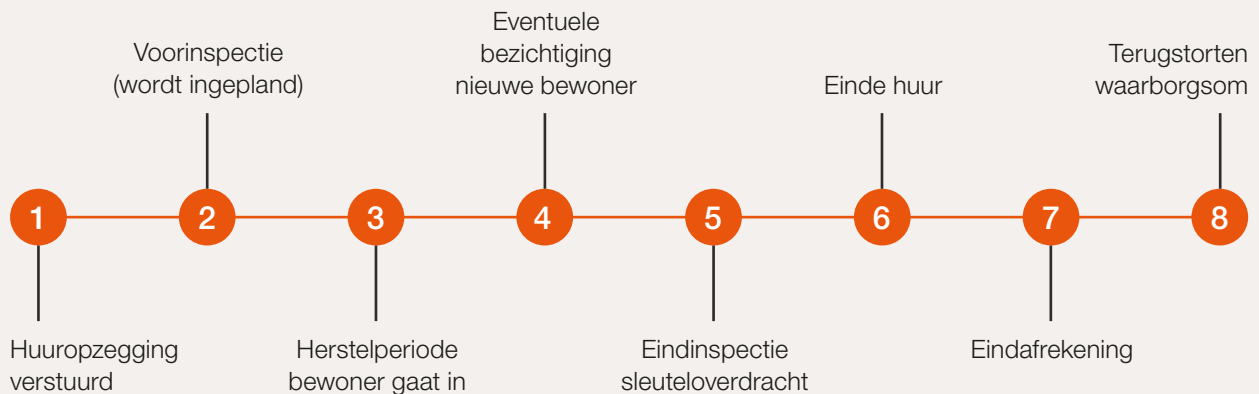 1
Huuropzegging
verstuurd
2
Voorinspectie
(wordt ingepland)
3
Herstelperiode
bewoner gaat in
4
Eventuele
bezichtiging
nieuwe bewoner
5
Eindinspectie
sleuteloverdracht
6
Einde huur
7
Eindafrekening
8
Terugstorten
waarborgsom